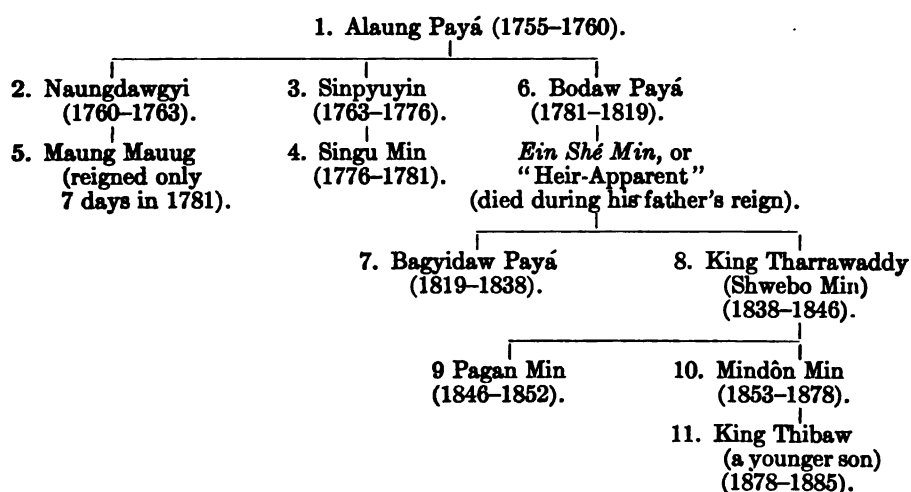 1. Alaung Payá (1755–1760).
2. Naungdawgyi 3. Sinpyuyin 6. Bodaw Payá
(1760–1763). (1763–1776). (1781–1819).
5. Maung Mauug 4. Singu Min Ein Shé Min, or
(reigned only (1776–1781). "Heir-Apparent"
7 days in 1781). (died during his father's reign).
7. Bagyidaw Payá 8. King Tharrawaddy
(1819–1838). (Shwebo Min)
(1838–1846).
9 Pagan Min 10. Mindôn Min
(1846–1852). (1853–1878).
11. King Thibaw
(a younger son)
(1878–1885).